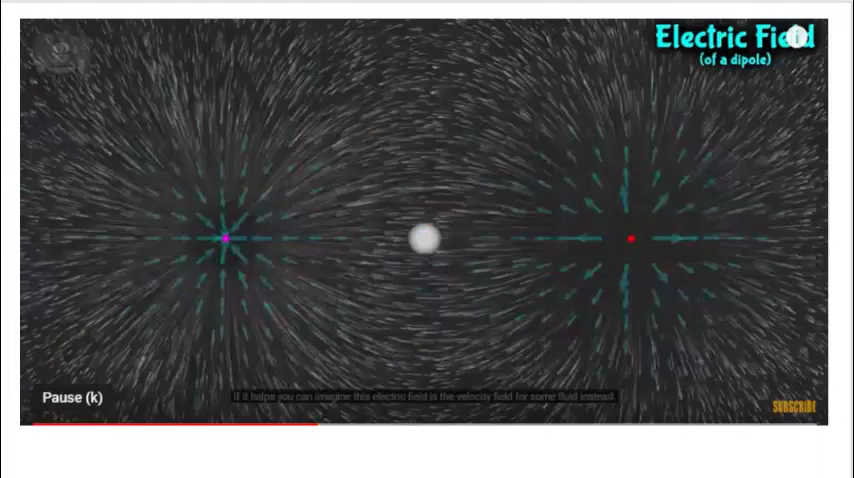 Electric Field
(of a dipole)
Pause (k)
If it helps you can imagine this electric field is the velocity field for some fluid instead.
SUBSCRIBE